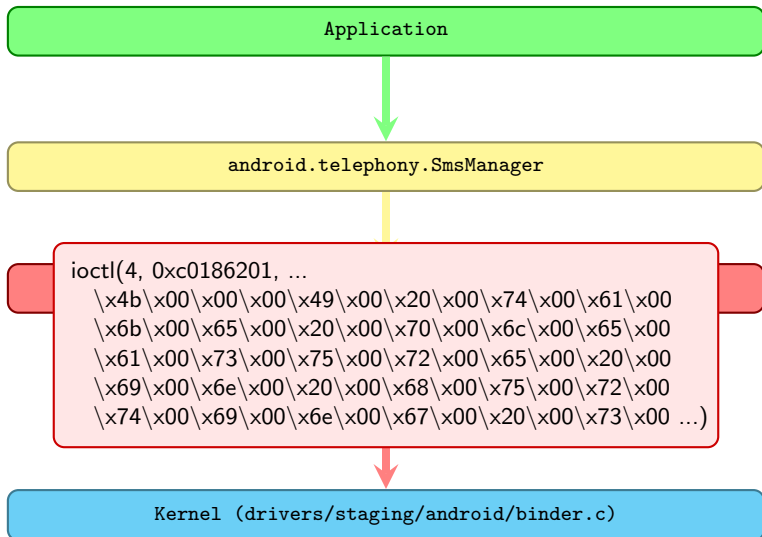 Application
android.telephony.SmsManager
ioctl(4, 0xc0186201, ...
\x4b\x00\x00\x00\x49\x00\x20\x00\x74\x00\x61\x00
\x6b\x00\x65\x00\x20\x00\x70\x00\x6c\x00\x65\x00
\x61\x00\x73\x00\x75\x00\x72\x00\x65\x00\x20\x00
\x69\x00\x6e\x00\x20\x00\x68\x00\x75\x00\x72\x00
\x74\x00\x69\x00\x6e\x00\x67\x00\x20\x00\x73\x00 ...)
Kernel (drivers/staging/android/binder.c)